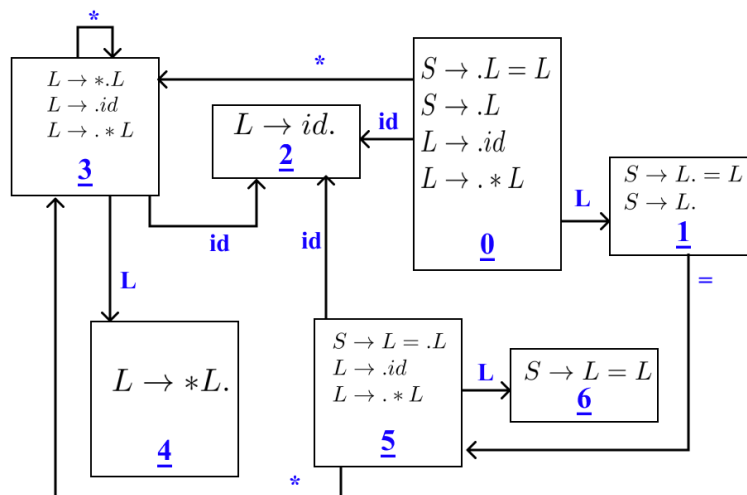 *
L → *.L
L → .id
L → . * L
3
*
S → .L = L
S → .L
L → .id
L → . * L
0
L → id.
2
id
L
S → L. = L
S → L.
1
id
id
=
L
L → *L.
4
S → L = .L
L → .id
L → . * L
5
L
S → L = L
6
*